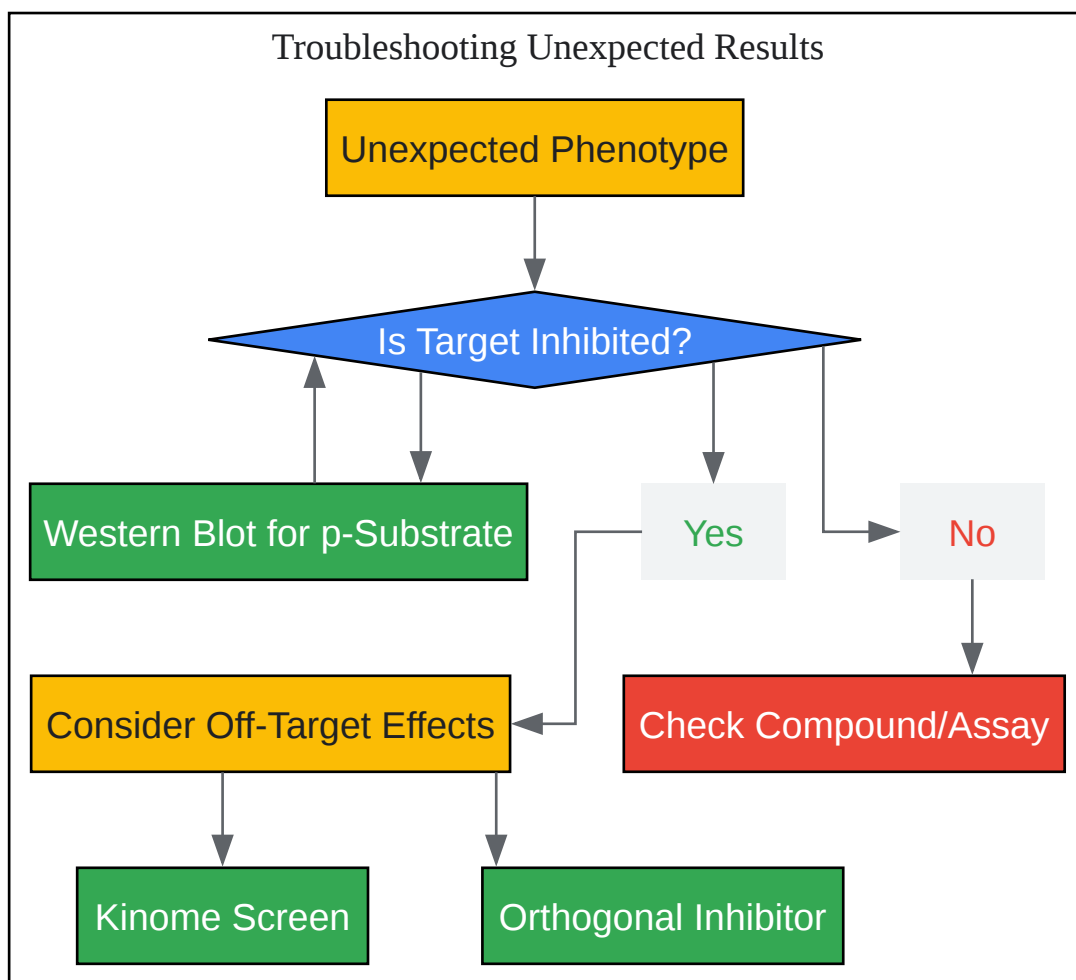 Troubleshooting Unexpected Results
Unexpected Phenotype
Is Target Inhibited?
Western Blot for p-Substrate
Yes
No
Consider Off-Target Effects
Check Compound/Assay
Kinome Screen
Orthogonal Inhibitor